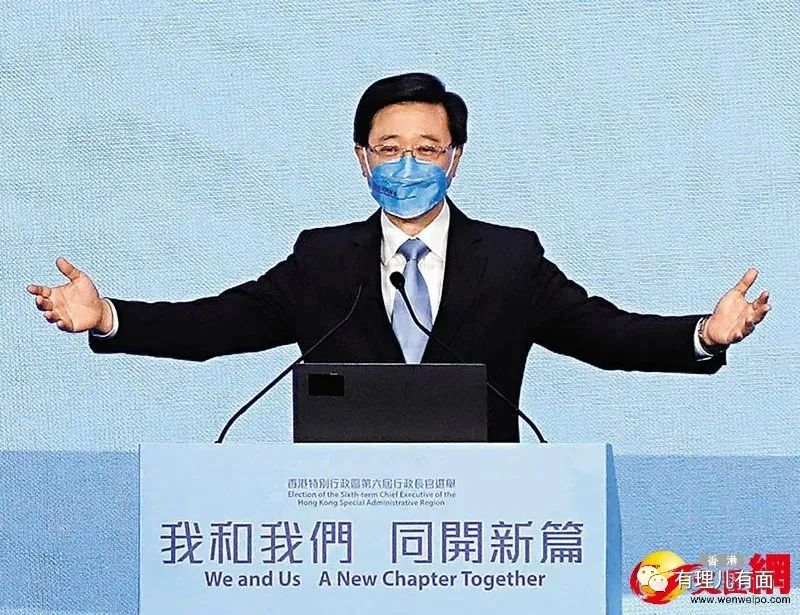 香港特別行政區第六屆行政長官選舉
Election of the Sixth-term Chief Executive of the
Hong Kong Special Administrative Region
我和我們 同開新篇
We and Us A New Chapter Together
香港
有理儿有面
網
www.wenweipo.com